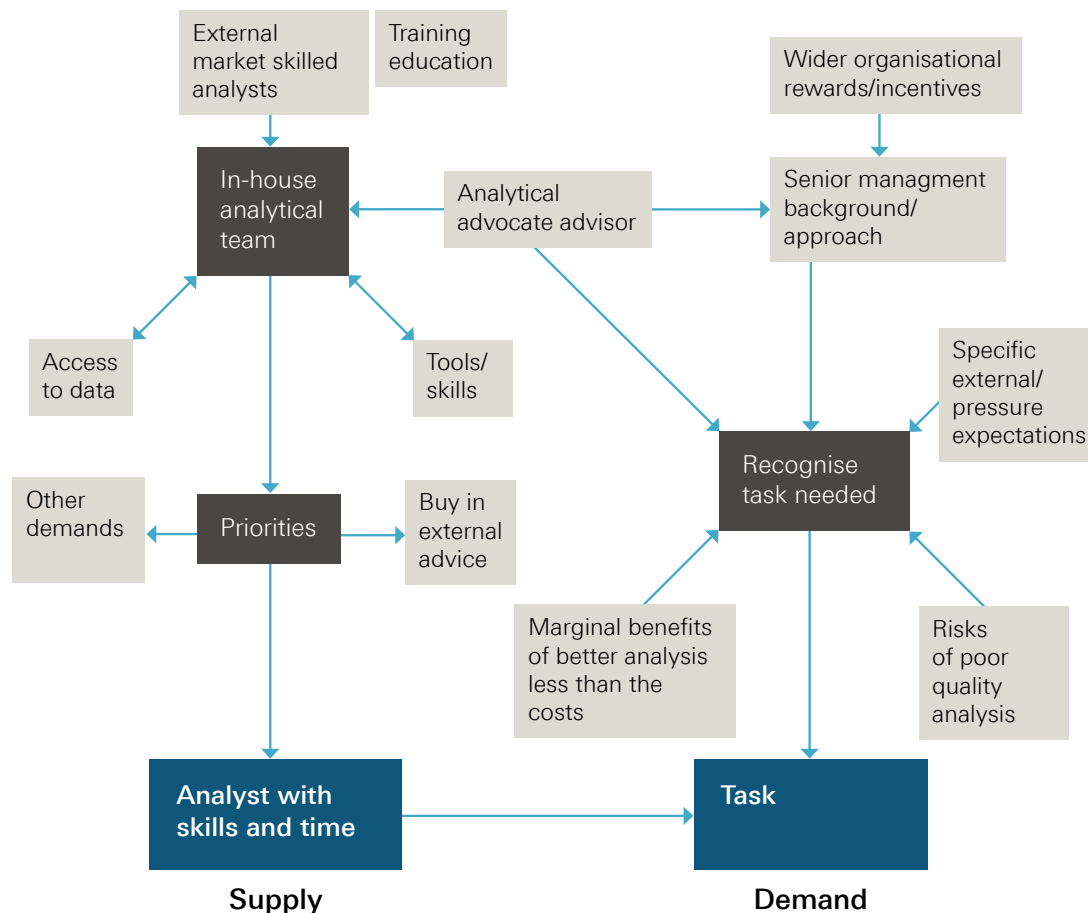 External
market skilled
analysts
Training
education
Wider organisational
rewards/incentives
In-house
analytical
team
Analytical
advocate advisor
Senior managment
background/
approach
Access
to data
Tools/
skills
Specific
external/
pressure
expectations
Recognise
task needed
Other
demands
Priorities
Buy in
external
advice
Marginal benefits
of better analysis
less than the
costs
Risks
of poor
quality
analysis
Analyst with
skills and time
Task
Supply
Demand